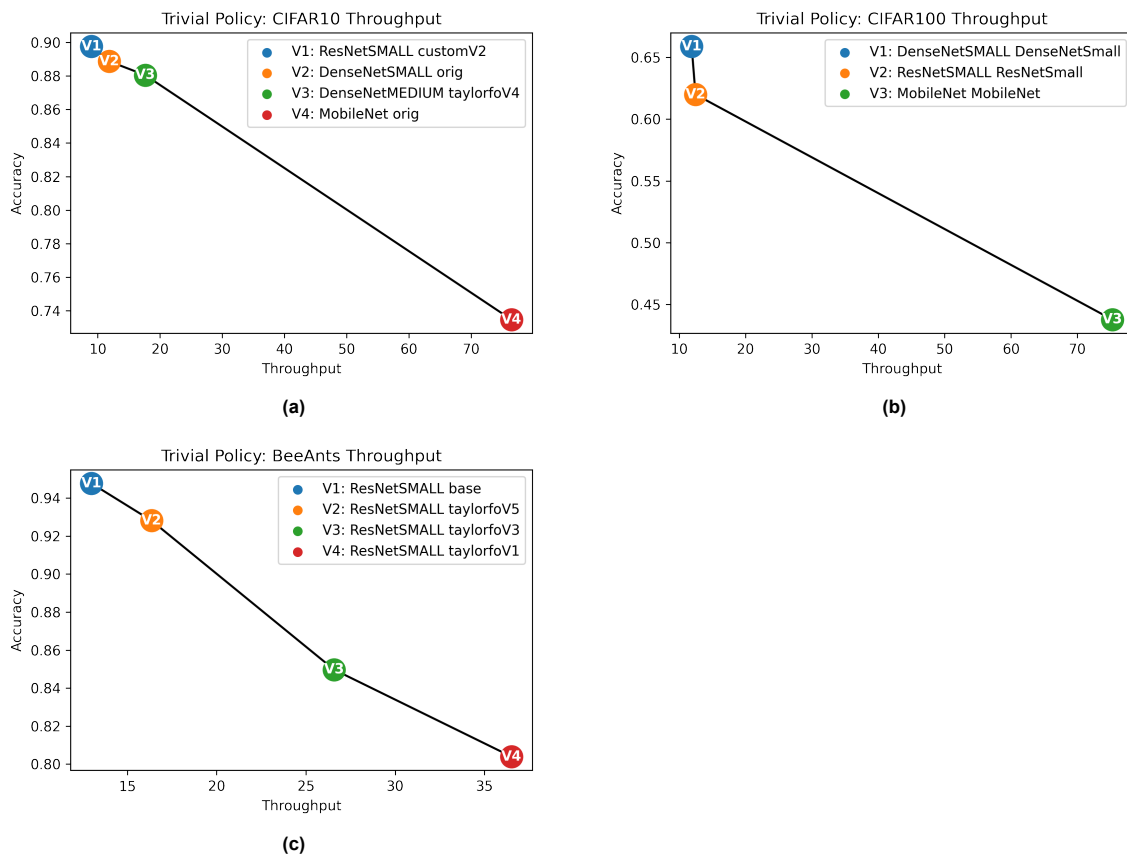 Trivial Policy: CIFAR10 Throughput
0.90
0.88
0.86
0.84
0.82
0.80
0.78
0.76
0.74
Accuracy
V1
V2
V3
V4
V1: ResNetSMALL customV2
V2: DenseNetSMALL orig
V3: DenseNetMEDIUM taylorfoV4
V4: MobileNet orig
10 20 30 40 50 60 70
Throughput
(a)
Trivial Policy: CIFAR100 Throughput
0.65
0.60
0.55
0.50
0.45
Accuracy
V1
V2
V3
V1: DenseNetSMALL DenseNetSmall
V2: ResNetSMALL ResNetSmall
V3: MobileNet MobileNet
10 20 30 40 50 60 70
Throughput
(b)
Trivial Policy: BeeAnts Throughput
0.94
0.92
0.90
0.88
0.86
0.84
0.82
0.80
Accuracy
V1
V2
V3
V4
V1: ResNetSMALL base
V2: ResNetSMALL taylorfoV5
V3: ResNetSMALL taylorfoV3
V4: ResNetSMALL taylorfoV1
15 20 25 30 35
Throughput
(c)